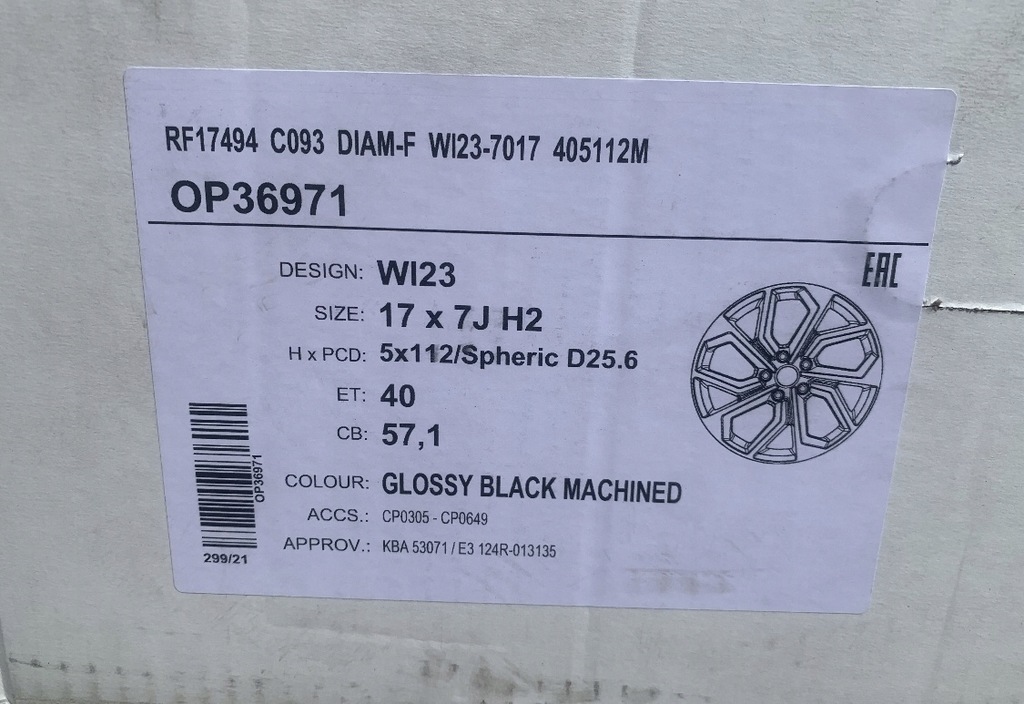 RF17494 C093 DIAM-F WI23-7017 405112M
OP36971
EAC
DESIGN: WI23
SIZE: 17 x 7J H2
H x PCD: 5x112/Spheric D25.6
ET: 40
CB: 57,1
COLOUR: GLOSSY BLACK MACHINED
ACCS.: CP0305 - CP0649
APPROV.: KBA 53071 / E3 124R-013135
OP36971
299/21